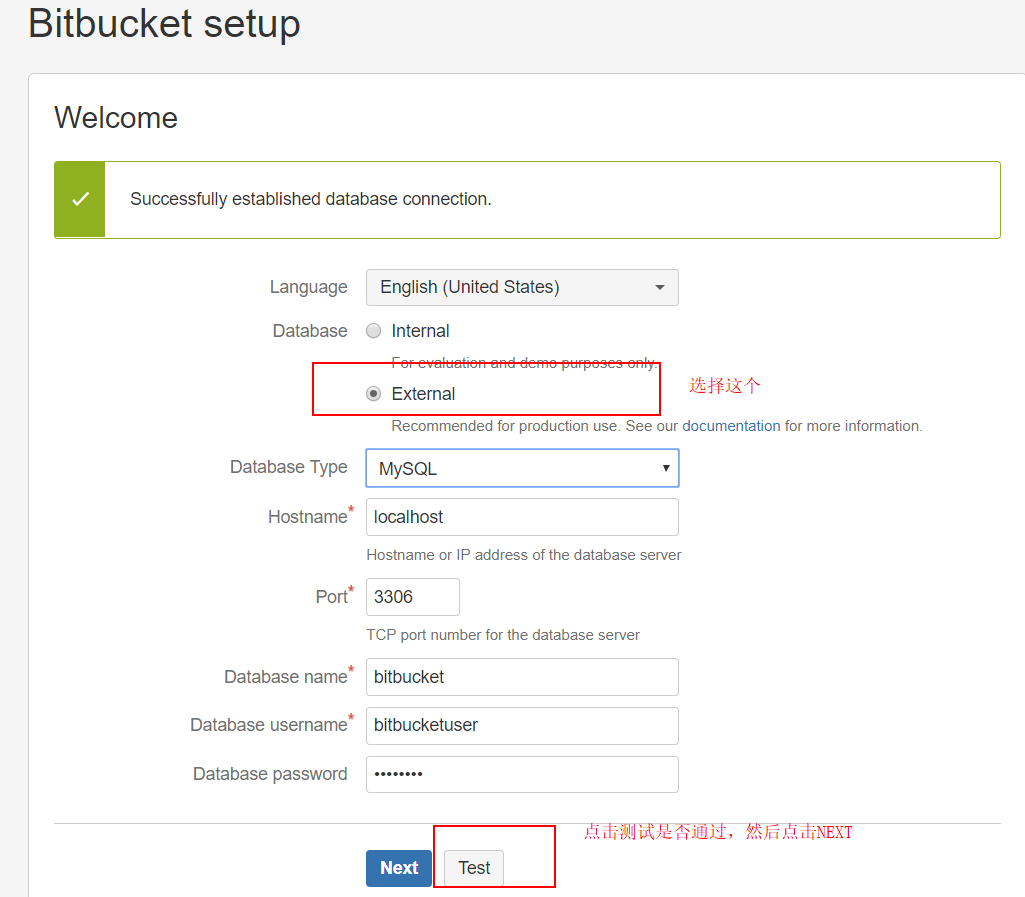 Bitbucket setup
Welcome
Successfully established database connection.
Language English (United States)
Database Internal
For evaluation and demo purposes only.
External 选择这个
Recommended for production use. See our documentation for more information.
Database Type MySQL
Hostname* localhost
Hostname or IP address of the database server
Port* 3306
TCP port number for the database server
Database name* bitbucket
Database username* bitbucketuser
Database password ••••••••
点击测试是否通过，然后点击NEXT
Next Test